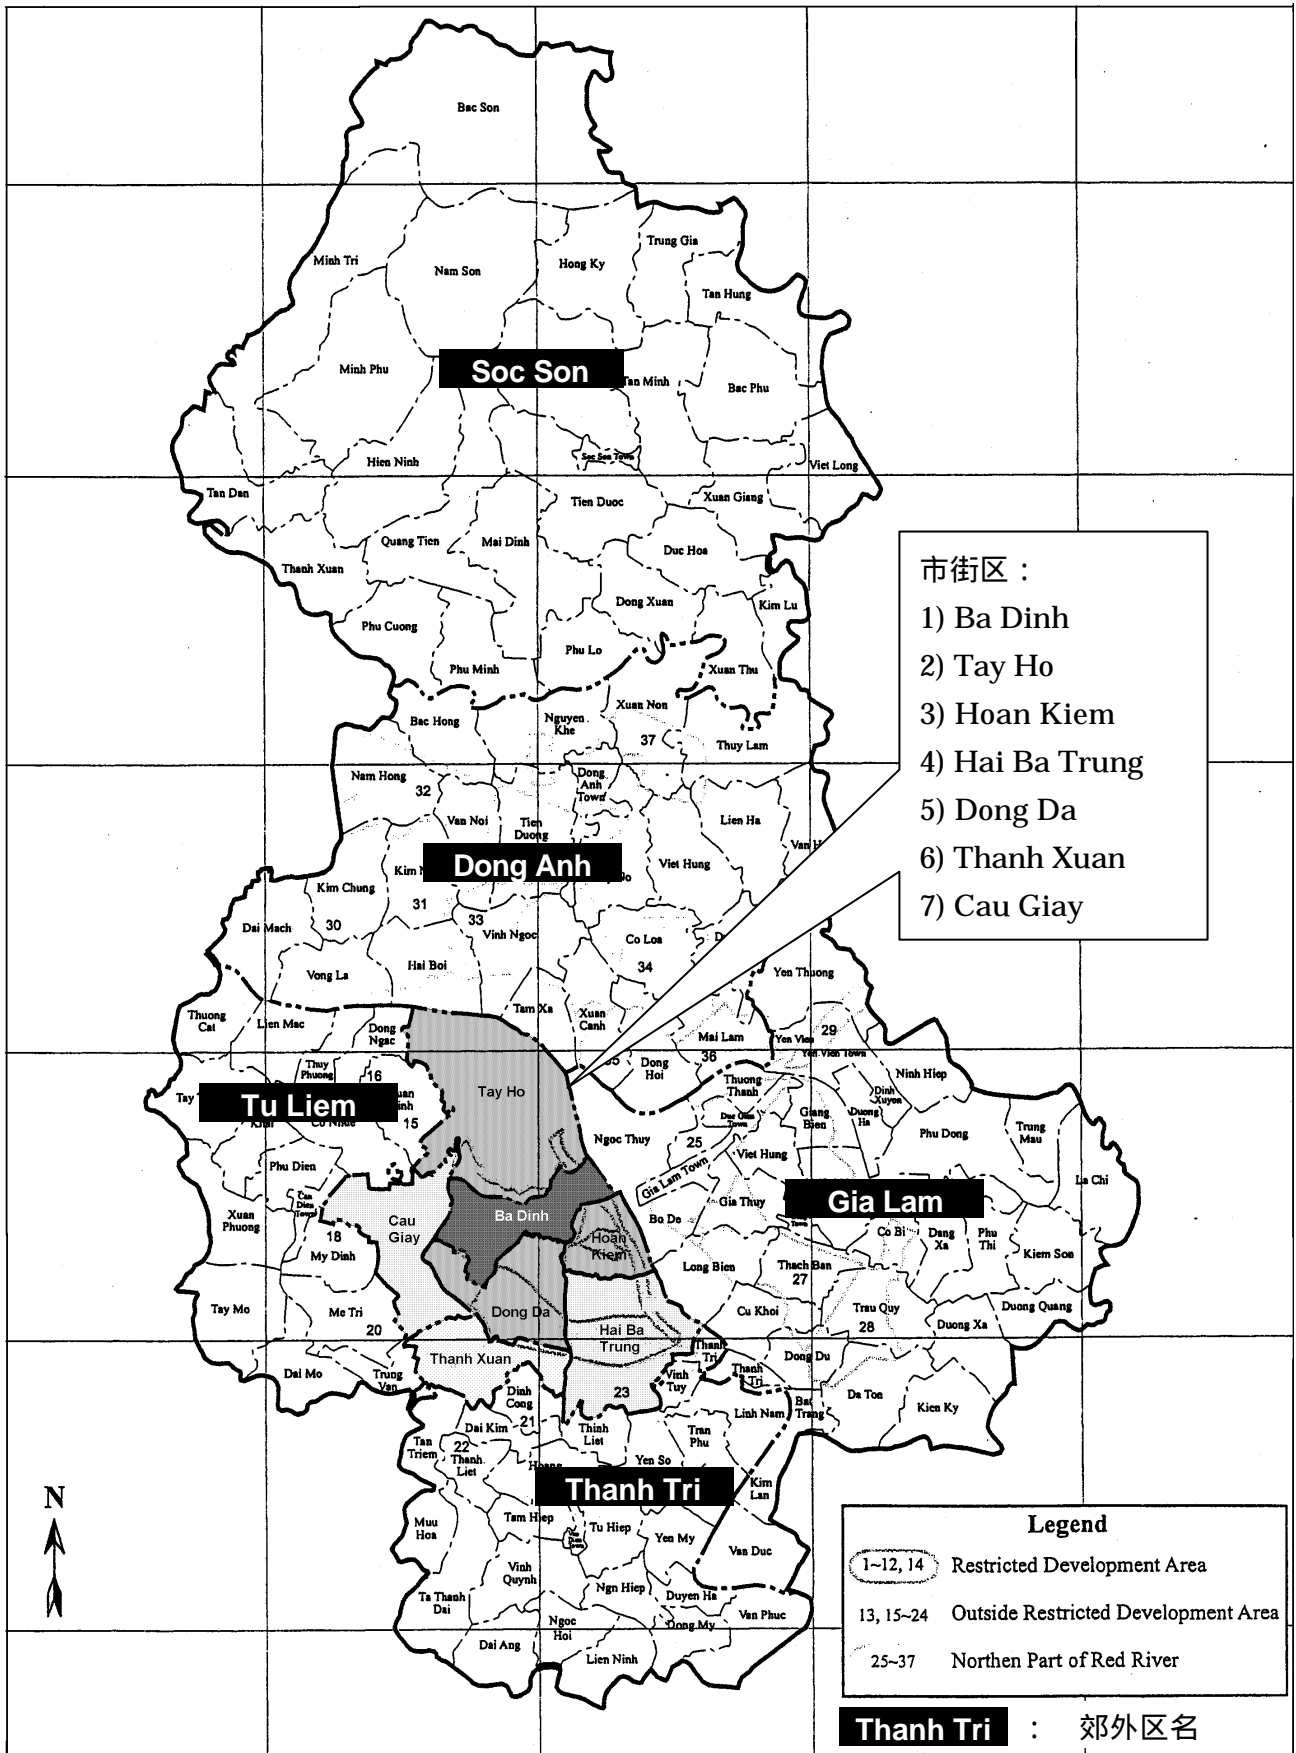 Bac Son
Trung Gia
Minh Tri
Nam Son
Hong Ky
Tan Hung
Minh Phu
Soc Son
Tan Minh
Bac Phu
Hien Ninh
Soc Son Town
Viet Long
Tan Dan
Tien Duoc
Xuan Giang
Quang Tien
Mai Dinh
Duc Hoa
Thanh Xuan
Dong Xuan
Kim Lu
Phu Cuong
Phu Lo
Phu Minh
Xuan Thu
市街区：
1) Ba Dinh
2) Tay Ho
3) Hoan Kiem
4) Hai Ba Trung
5) Dong Da
6) Thanh Xuan
7) Cau Giay
Xuan Non
Bac Hong
Nguyen
Khe
37
Thuy Lam
Nam Hong
32
Dong
Anh
Town
Van Noi
Tien
Duong
Lien Ha
Dong Anh
Viet Hung
Kim Chung
30
31
33
Dai Mach
Vinh Ngoc
Co Loa
34
Vong La
Hai Boi
Yen Thuong
Thuong
Cat
Lien Mac
Dong
Ngac
Tam Xa
Xuan
Canh
Mai Lam
36
Dong
Hoi
Yen Vien
29
Yen Vien Town
Ninh Hiep
Thuy
Phuong
16
Tay Ho
Thuong
Thanh
Dinh
Xuyen
Tu Liem
15
Duong
Ha
Giang
Bien
Phu Dong
Trung
Mau
Ngoc Thuy
25
Viet Hung
Phu Dien
Gia Lam Town
Gia Thuy
Gia Lam
La Chi
Xuan
Phuong
Can
Dien
Town
18
My Dinh
Cau
Giay
Ba Dinh
Hoan
Kiem
Bo De
Co Bi
Dang
Xa
Phu
Thi
Kiem Son
Long Bien
Thach Ban
27
Tay Mo
Me Tri
20
Dong Da
Cu Khoi
Trau Quy
28
Duong Quang
Duong Xa
Hai Ba
Trung
Thanh Xuan
Thanh
Tri
Dong Du
Dai Mo
Trung
Van
Vinh
Tuy
Thanh
Tri
23
Da Ton
Kien Ky
Dinh
Cong
21
Dai Kim
Thinh
Liet
Linh Nam
Bat
Trang
Tran
Phu
Tan
Triem
22
Thanh
Liet
Yen So
Thanh Tri
Kim
Lan
Muu
Hoa
Tam Hiep
Tu Hiep
Yen My
Van Duc
Vinh
Quynh
Ngn Hiep
Duyen Ha
Ta Thanh
Dai
Ngoc
Hoi
Dong My
Van Phuc
Dai Ang
Lien Ninh
N
Legend
1~12, 14 Restricted Development Area
13, 15~24 Outside Restricted Development Area
25~37 Northen Part of Red River
Thanh Tri ： 郊外区名